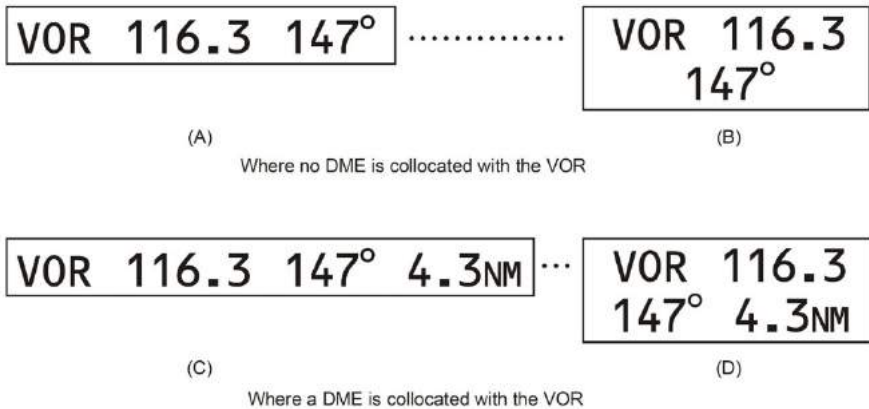 VOR 116.3 147° .............. VOR 116.3
147°
(A) (B)
Where no DME is collocated with the VOR
VOR 116.3 147° 4.3NM ... VOR 116.3
147° 4.3NM
(C) (D)
Where a DME is collocated with the VOR